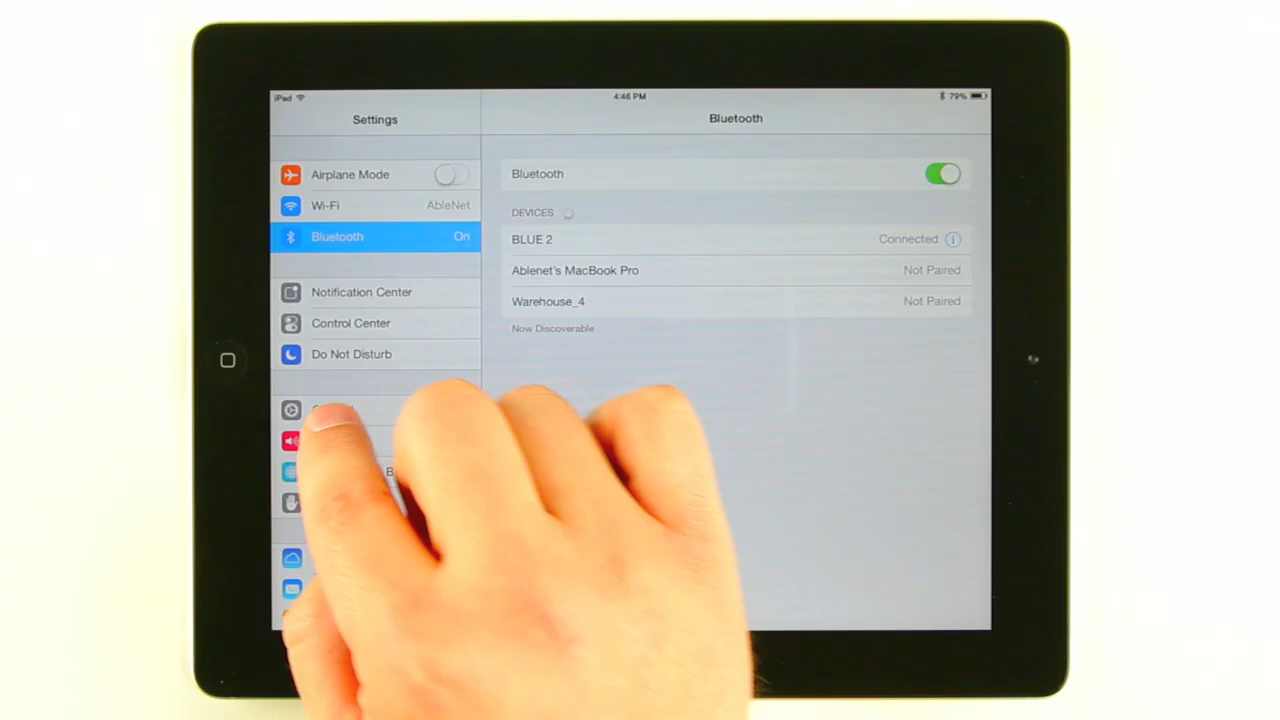 iPad 4:46 PM 79%
Settings
Bluetooth
Airplane Mode
Wi-Fi AbleNet
Bluetooth On
Notification Center
Control Center
Do Not Disturb
B
Bluetooth
DEVICES
BLUE 2 Connected
Ablenet's MacBook Pro Not Paired
Warehouse_4 Not Paired
Now Discoverable